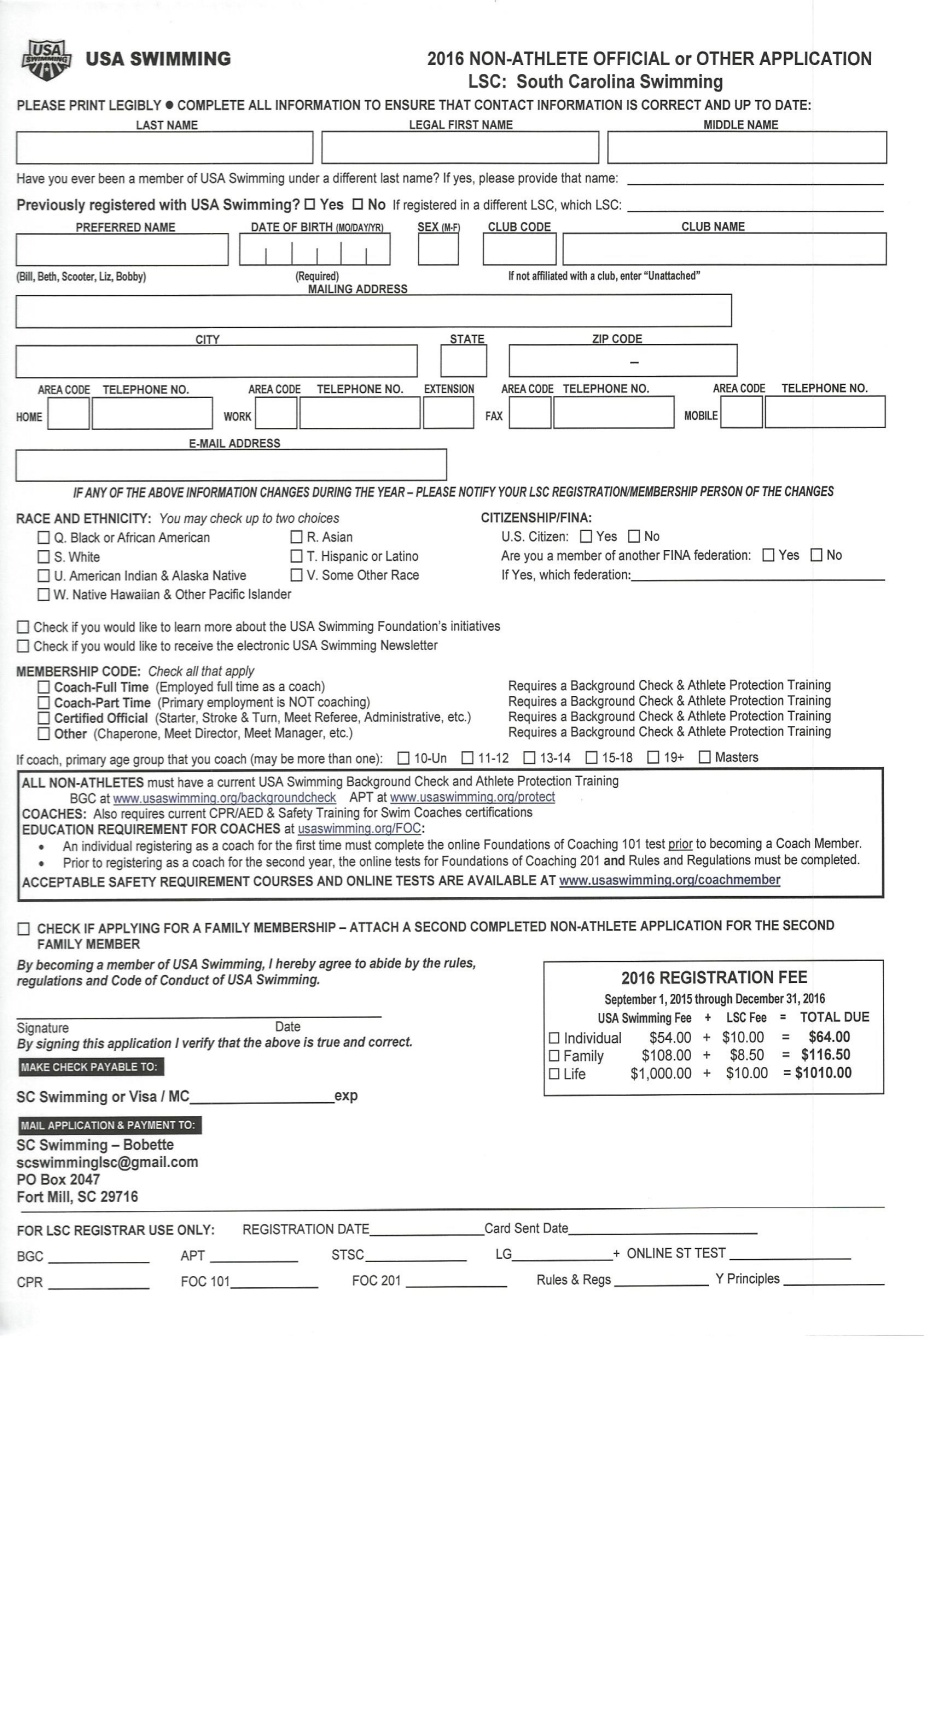 USA
SWIMMING
USA SWIMMING
2016 NON-ATHLETE OFFICIAL or OTHER APPLICATION
LSC: South Carolina Swimming
PLEASE PRINT LEGIBLY ● COMPLETE ALL INFORMATION TO ENSURE THAT CONTACT INFORMATION IS CORRECT AND UP TO DATE:
LAST NAME LEGAL FIRST NAME MIDDLE NAME
Have you ever been a member of USA Swimming under a different last name? If yes, please provide that name:
Previously registered with USA Swimming? ☐ Yes ☐ No If registered in a different LSC, which LSC:
PREFERRED NAME DATE OF BIRTH (MO/DAY/YR) SEX (M-F) CLUB CODE CLUB NAME
(Bill, Beth, Scooter, Liz, Bobby) (Required) If not affiliated with a club, enter "Unattached"
MAILING ADDRESS
CITY STATE ZIP CODE
–
AREA CODE TELEPHONE NO. AREA CODE TELEPHONE NO. EXTENSION AREA CODE TELEPHONE NO. AREA CODE TELEPHONE NO.
HOME WORK FAX MOBILE
E-MAIL ADDRESS
IF ANY OF THE ABOVE INFORMATION CHANGES DURING THE YEAR – PLEASE NOTIFY YOUR LSC REGISTRATION/MEMBERSHIP PERSON OF THE CHANGES
RACE AND ETHNICITY: You may check up to two choices CITIZENSHIP/FINA:
☐ Q. Black or African American ☐ R. Asian U.S. Citizen: ☐ Yes ☐ No
☐ S. White ☐ T. Hispanic or Latino Are you a member of another FINA federation: ☐ Yes ☐ No
☐ U. American Indian & Alaska Native ☐ V. Some Other Race If Yes, which federation:
☐ W. Native Hawaiian & Other Pacific Islander
☐ Check if you would like to learn more about the USA Swimming Foundation's initiatives
☐ Check if you would like to receive the electronic USA Swimming Newsletter
MEMBERSHIP CODE: Check all that apply
☐ Coach-Full Time (Employed full time as a coach) Requires a Background Check & Athlete Protection Training
☐ Coach-Part Time (Primary employment is NOT coaching) Requires a Background Check & Athlete Protection Training
☐ Certified Official (Starter, Stroke & Turn, Meet Referee, Administrative, etc.) Requires a Background Check & Athlete Protection Training
☐ Other (Chaperone, Meet Director, Meet Manager, etc.) Requires a Background Check & Athlete Protection Training
If coach, primary age group that you coach (may be more than one): ☐ 10-Un ☐ 11-12 ☐ 13-14 ☐ 15-18 ☐ 19+ ☐ Masters
ALL NON-ATHLETES must have a current USA Swimming Background Check and Athlete Protection Training
BGC at www.usaswimming.org/backgroundcheck APT at www.usaswimming.org/protect
COACHES: Also requires current CPR/AED & Safety Training for Swim Coaches certifications
EDUCATION REQUIREMENT FOR COACHES at usaswimming.org/FOC:
• An individual registering as a coach for the first time must complete the online Foundations of Coaching 101 test prior to becoming a Coach Member.
• Prior to registering as a coach for the second year, the online tests for Foundations of Coaching 201 and Rules and Regulations must be completed.
ACCEPTABLE SAFETY REQUIREMENT COURSES AND ONLINE TESTS ARE AVAILABLE AT www.usaswimming.org/coachmember
☐ CHECK IF APPLYING FOR A FAMILY MEMBERSHIP – ATTACH A SECOND COMPLETED NON-ATHLETE APPLICATION FOR THE SECOND
FAMILY MEMBER
By becoming a member of USA Swimming, I hereby agree to abide by the rules,
regulations and Code of Conduct of USA Swimming.
Signature Date
By signing this application I verify that the above is true and correct.
MAKE CHECK PAYABLE TO:
SC Swimming or Visa / MC exp
2016 REGISTRATION FEE
September 1, 2015 through December 31, 2016
USA Swimming Fee + LSC Fee = TOTAL DUE
☐ Individual $54.00 + $10.00 = $64.00
☐ Family $108.00 + $8.50 = $116.50
☐ Life $1,000.00 + $10.00 = $1010.00
MAIL APPLICATION & PAYMENT TO:
SC Swimming – Bobette
scswimminglsc@gmail.com
PO Box 2047
Fort Mill, SC 29716
FOR LSC REGISTRAR USE ONLY: REGISTRATION DATE Card Sent Date
BGC APT STSC LG + ONLINE ST TEST
CPR FOC 101 FOC 201 Rules & Regs Y Principles